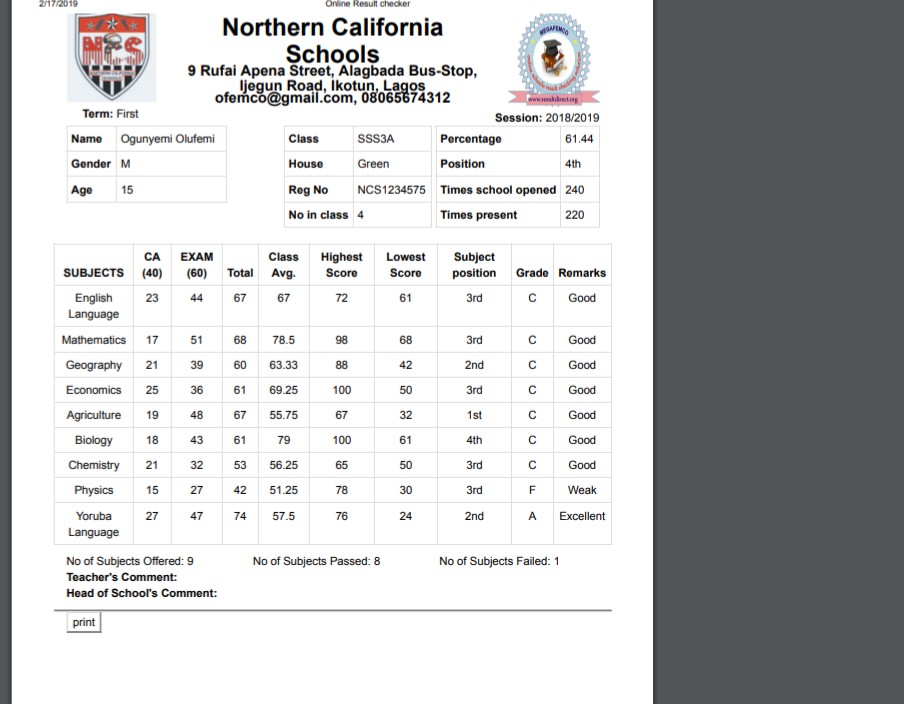 2/17/2019 Online Result checker
Northern California
Schools
9 Rufai Apena Street, Alagbada Bus-Stop,
Ijegun Road, Ikotun, Lagos
ofemco@gmail.com, 08065674312
NCS
MEGAFEMCO
www.resultdirect.org
Term: First
Session: 2018/2019
Name Ogunyemi Olufemi
Gender M
Age 15
Class SSS3A
House Green
Reg No NCS1234575
No in class 4
Percentage 61.44
Position 4th
Times school opened 240
Times present 220
SUBJECTS CA (40) EXAM (60) Total Class Avg. Highest Score Lowest Score Subject position Grade Remarks
English Language 23 44 67 67 72 61 3rd C Good
Mathematics 17 51 68 78.5 98 68 3rd C Good
Geography 21 39 60 63.33 88 42 2nd C Good
Economics 25 36 61 69.25 100 50 3rd C Good
Agriculture 19 48 67 55.75 67 32 1st C Good
Biology 18 43 61 79 100 61 4th C Good
Chemistry 21 32 53 56.25 65 50 3rd C Good
Physics 15 27 42 51.25 78 30 3rd F Weak
Yoruba Language 27 47 74 57.5 76 24 2nd A Excellent
No of Subjects Offered: 9 No of Subjects Passed: 8 No of Subjects Failed: 1
Teacher's Comment:
Head of School's Comment:
print